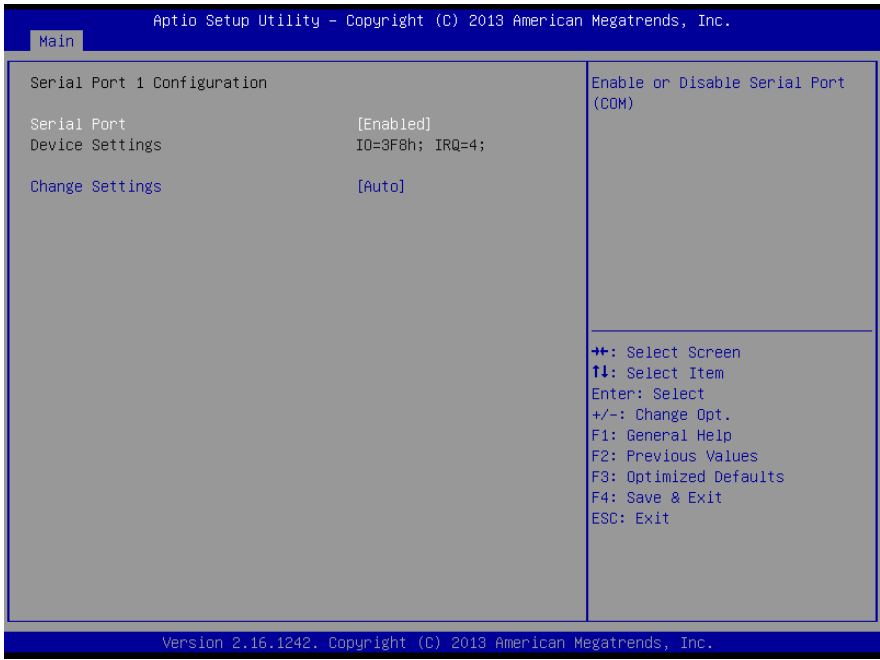 Aptio Setup Utility – Copyright (C) 2013 American Megatrends, Inc.
Main
Serial Port 1 Configuration
Serial Port [Enabled]
Device Settings IO=3F8h; IRQ=4;
Change Settings [Auto]
Enable or Disable Serial Port
(COM)
→←: Select Screen
↑↓: Select Item
Enter: Select
+/-: Change Opt.
F1: General Help
F2: Previous Values
F3: Optimized Defaults
F4: Save & Exit
ESC: Exit
Version 2.16.1242. Copyright (C) 2013 American Megatrends, Inc.